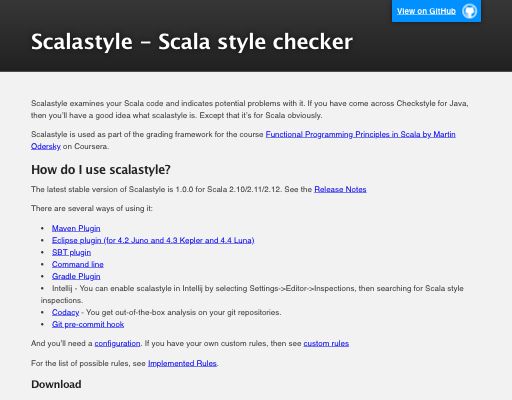 View on GitHub
Scalastyle - Scala style checker
Scalastyle examines your Scala code and indicates potential problems with it. If you have come across Checkstyle for Java,
then you'll have a good idea what scalastyle is. Except that it's for Scala obviously.
Scalastyle is used as part of the grading framework for the course Functional Programming Principles in Scala by Martin
Odersky on Coursera.
How do I use scalastyle?
The latest stable version of Scalastyle is 1.0.0 for Scala 2.10/2.11/2.12. See the Release Notes
There are several ways of using it:
• Maven Plugin
• Eclipse plugin (for 4.2 Juno and 4.3 Kepler and 4.4 Luna)
• SBT plugin
• Command line
• Gradle Plugin
• Intellij - You can enable scalastyle in Intellij by selecting Settings->Editor->Inspections, then searching for Scala style
inspections.
• Codacy - You get out-of-the-box analysis on your git repositories.
• Git pre-commit hook
And you'll need a configuration. If you have your own custom rules, then see custom rules
For the list of possible rules, see Implemented Rules.
Download